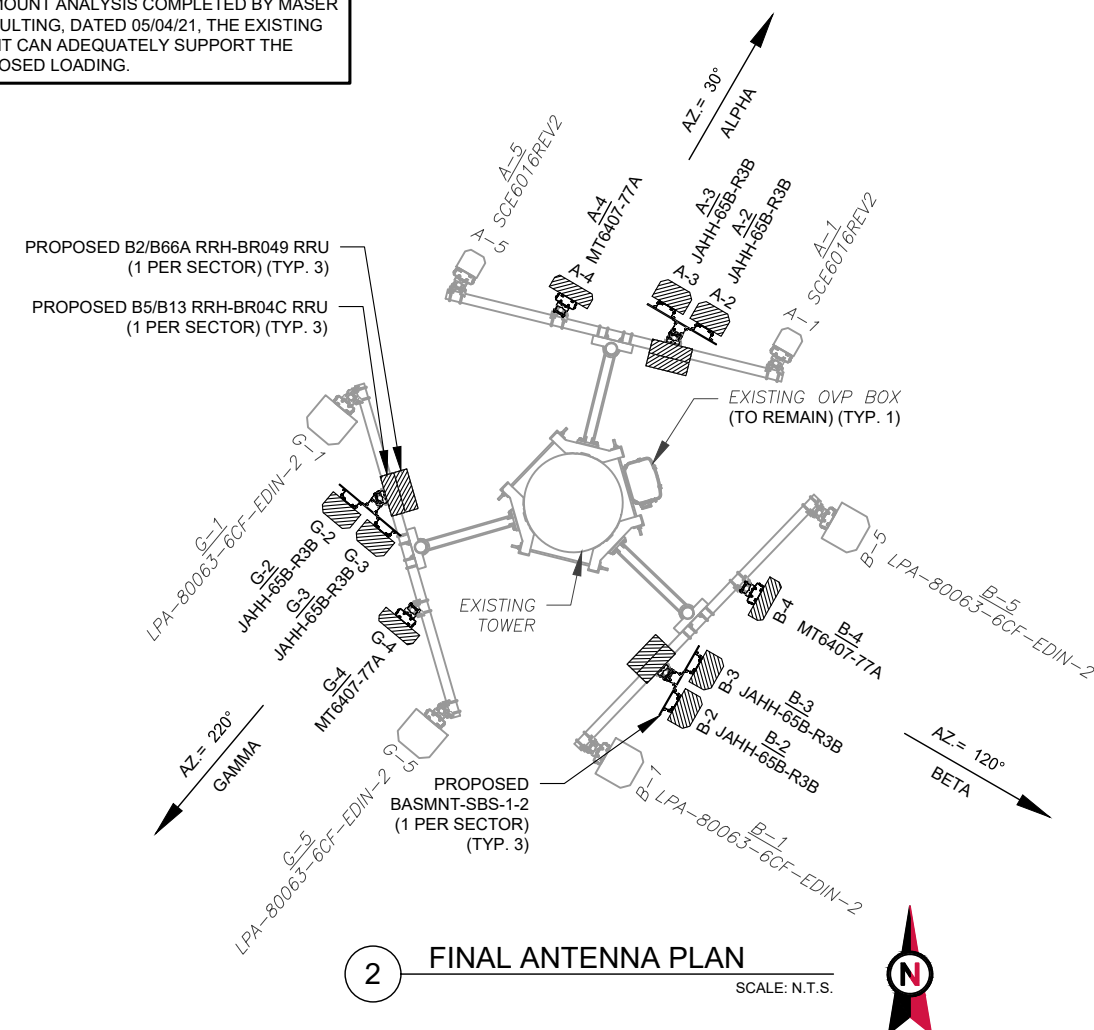 MOUNT ANALYSIS COMPLETED BY MASER
DATED 05/04/21, THE EXISTING
CAN ADEQUATELY SUPPORT THE
LOADING.
AZ.= 30°
ALPHA
A-5
SCE6016REV2
A-5
A-4
MT6407-77A
A-4
A-3
JAHH-65B-R3B
A-2
JAHH-65B-R3B
A-3
A-2
A-1
SCE6016REV2
A-1
PROPOSED B2/B66A RRH-BR049 RRU
(1 PER SECTOR) (TYP. 3)
PROPOSED B5/B13 RRH-BR04C RRU
(1 PER SECTOR) (TYP. 3)
EXISTING OVP BOX
(TO REMAIN) (TYP. 1)
G-1
G-1
LPA-80063-6CF-EDIN-2
G-2
G-2
JAHH-65B-R3B
G-3
G-3
JAHH-65B-R3B
G-4
G-4
MT6407-77A
EXISTING
TOWER
B-5
B-5
LPA-80063-6CF-EDIN-2
B-4
B-4
MT6407-77A
B-3
B-3
JAHH-65B-R3B
B-2
B-2
JAHH-65B-R3B
B-1
B-1
LPA-80063-6CF-EDIN-2
AZ.= 220°
GAMMA
G-5
G-5
LPA-80063-6CF-EDIN-2
PROPOSED
BASMNT-SBS-1-2
(1 PER SECTOR)
(TYP. 3)
AZ.= 120°
BETA
2
FINAL ANTENNA PLAN
SCALE: N.T.S.
N